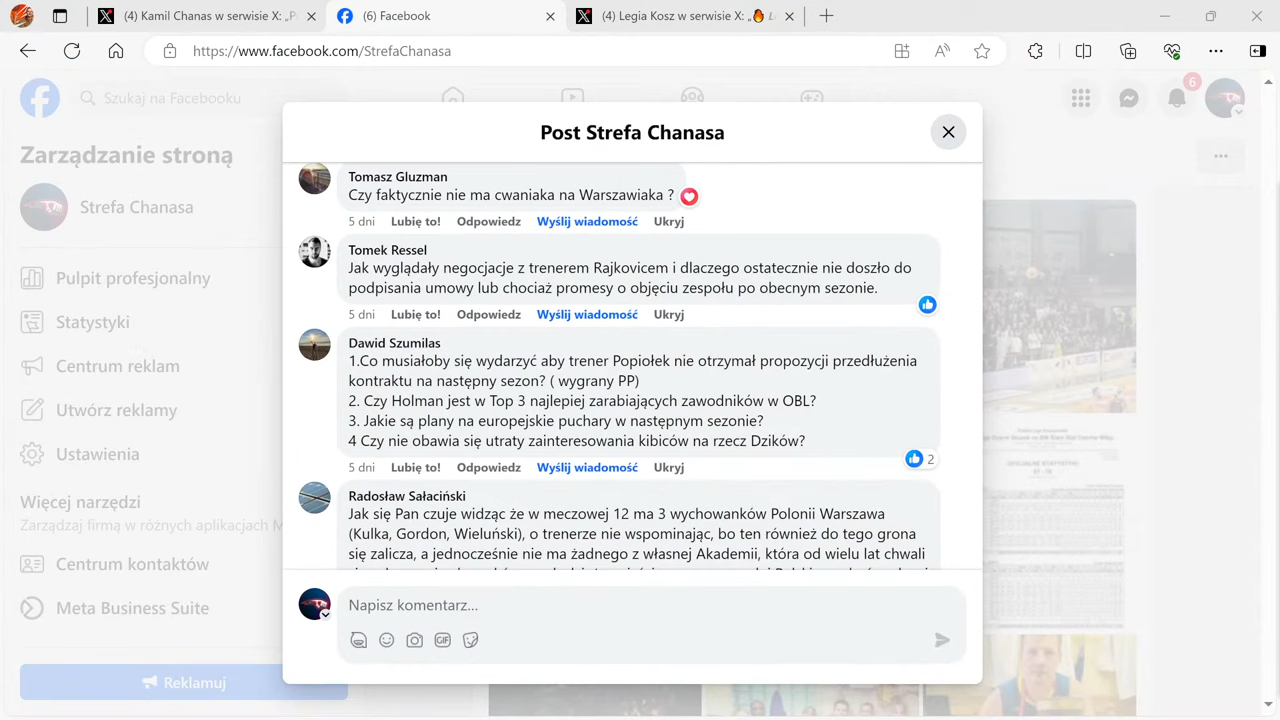 (4) Kamil Chanas w serwisie X: „
(6) Facebook
(4) Legia Kosz w serwisie X: „🔥
https://www.facebook.com/StrefaChanasa
Szukaj na Facebooku
6
Zarządzanie stroną
Strefa Chanasa
Pulpit profesjonalny
Statystyki
Centrum reklam
Utwórz reklamy
Ustawienia
Więcej narzędzi
Zarządzaj firmą w różnych aplikacjach M
Centrum kontaktów
Meta Business Suite
Reklamuj
Post Strefa Chanasa
Tomasz Gluzman
Czy faktycznie nie ma cwaniaka na Warszawiaka ?
5 dni Lubię to! Odpowiedz Wyślij wiadomość Ukryj
Tomek Ressel
Jak wyglądały negocjacje z trenerem Rajkovicem i dlaczego ostatecznie nie doszło do
podpisania umowy lub chociaż promesy o objęciu zespołu po obecnym sezonie.
5 dni Lubię to! Odpowiedz Wyślij wiadomość Ukryj
Dawid Szumilas
1.Co musiałoby się wydarzyć aby trener Popiołek nie otrzymał propozycji przedłużenia
kontraktu na następny sezon? ( wygrany PP)
2. Czy Holman jest w Top 3 najlepiej zarabiających zawodników w OBL?
3. Jakie są plany na europejskie puchary w następnym sezonie?
4 Czy nie obawia się utraty zainteresowania kibiców na rzecz Dzików?
5 dni Lubię to! Odpowiedz Wyślij wiadomość Ukryj
2
Radosław Sałaciński
Jak się Pan czuje widząc że w meczowej 12 ma 3 wychowanków Polonii Warszawa
(Kulka, Gordon, Wieluński), o trenerze nie wspominając, bo ten również do tego grona
się zalicza, a jednocześnie nie ma żadnego z własnej Akademii, która od wielu lat chwali
Napisz komentarz...
GIF